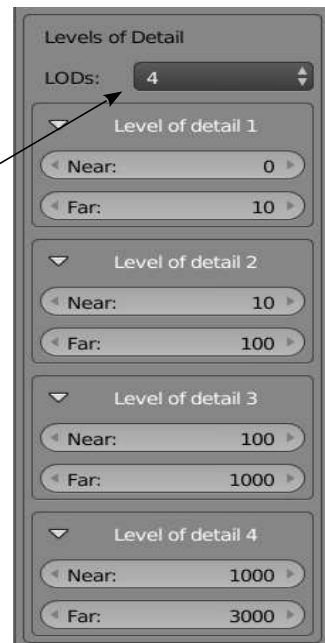 Levels of Detail
LODs: 4
Level of detail 1
Near: 0
Far: 10
Level of detail 2
Near: 10
Far: 100
Level of detail 3
Near: 100
Far: 1000
Level of detail 4
Near: 1000
Far: 3000